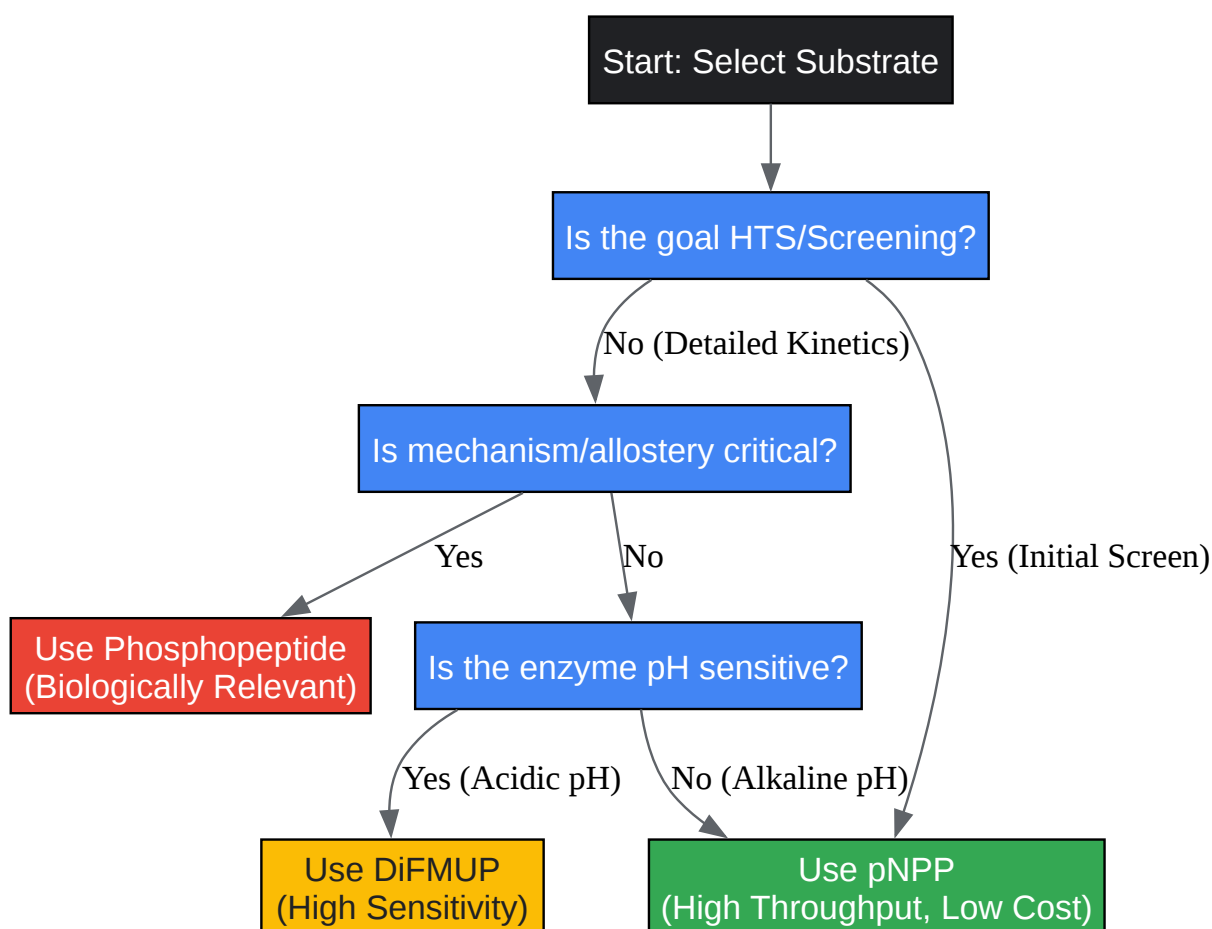 Start: Select Substrate
Is the goal HTS/Screening?
No (Detailed Kinetics)
Is mechanism/allostery critical?
Yes
No
Yes (Initial Screen)
Use Phosphopeptide
(Biologically Relevant)
Is the enzyme pH sensitive?
Yes (Acidic pH)
No (Alkaline pH)
Use DiFMUP
(High Sensitivity)
Use pNPP
(High Throughput, Low Cost)